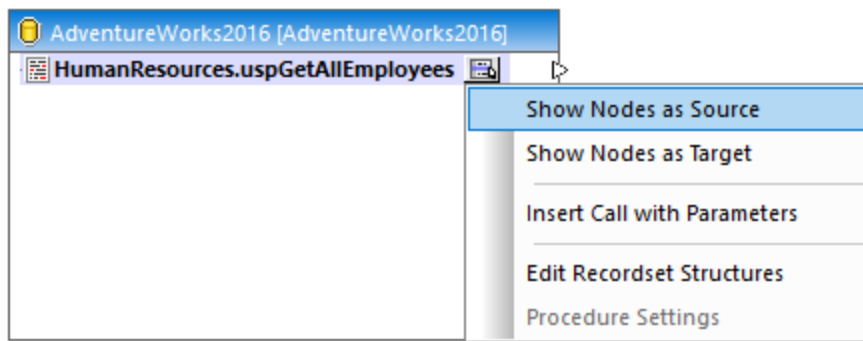 AdventureWorks2016 [AdventureWorks2016]
HumanResources.uspGetAllEmployees
Show Nodes as Source
Show Nodes as Target
Insert Call with Parameters
Edit Recordset Structures
Procedure Settings